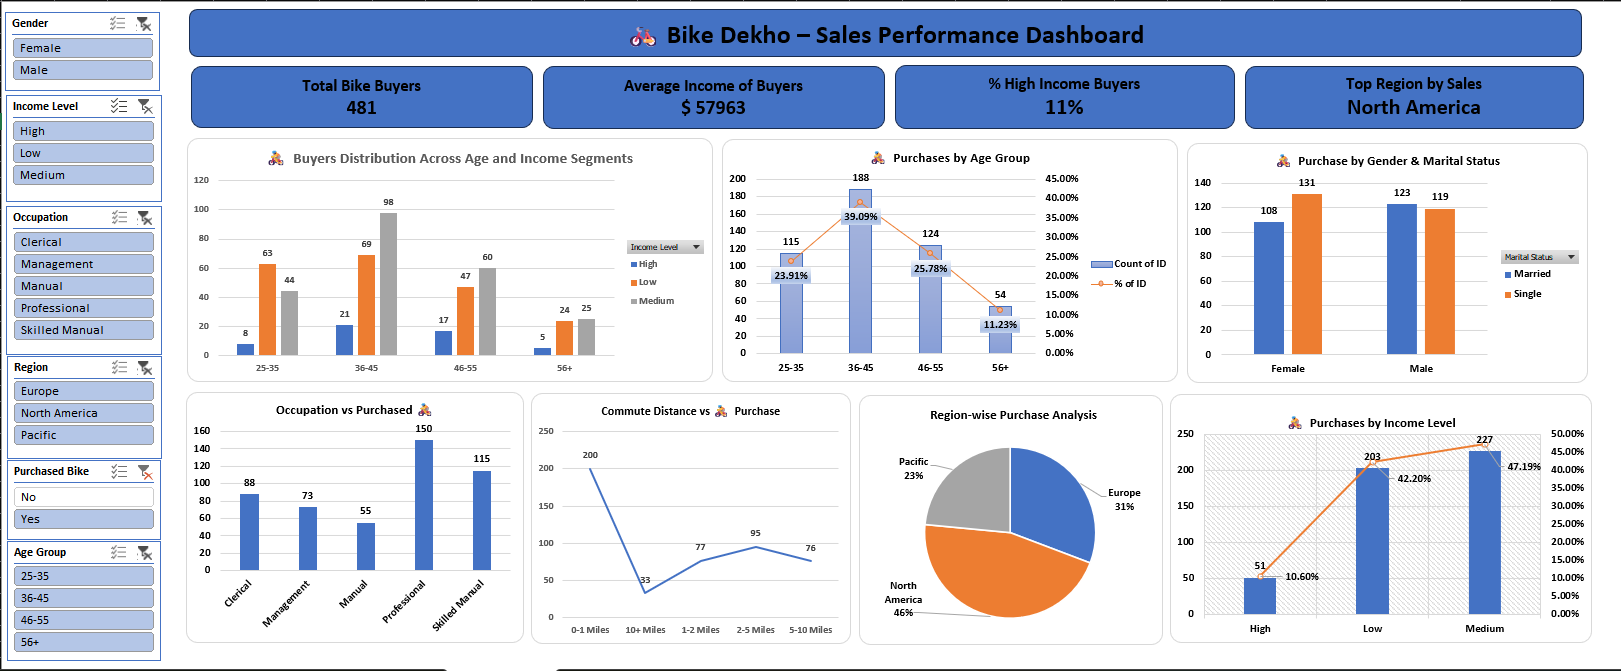 Bike Dekho – Sales Performance Dashboard
Gender
Female
Male
Income Level
High
Low
Medium
Occupation
Clerical
Management
Manual
Professional
Skilled Manual
Region
Europe
North America
Pacific
Purchased Bike
No
Yes
Age Group
25-35
36-45
46-55
56+
Total Bike Buyers
481
Average Income of Buyers
$ 57963
% High Income Buyers
11%
Top Region by Sales
North America
Buyers Distribution Across Age and Income Segments
120
100
80
60
40
20
0
8 63 44
21 69 98
17 47 60
5 24 25
25-35 36-45 46-55 56+
Income Level
High
Low
Medium
Purchases by Age Group
200
180
160
140
120
100
80
60
40
20
0
115 188 124 54
23.91% 39.09% 25.78% 11.23%
45.00%
40.00%
35.00%
30.00%
25.00%
20.00%
15.00%
10.00%
5.00%
0.00%
25-35 36-45 46-55 56+
Count of ID
% of ID
Purchase by Gender & Marital Status
140
120
100
80
60
40
20
0
108 131 123 119
Female Male
Marital Status
Married
Single
Occupation vs Purchased
160
140
120
100
80
60
40
20
0
88 73 55 150 115
Clerical Management Manual Professional Skilled Manual
Commute Distance vs Purchase
250
200
150
100
50
0
200 33 77 95 76
0-1 Miles 10+ Miles 1-2 Miles 2-5 Miles 5-10 Miles
Region-wise Purchase Analysis
Pacific
23%
Europe
31%
North
America
46%
Purchases by Income Level
250
200
150
100
50
0
51 203 227
10.60% 42.20% 47.19%
50.00%
45.00%
40.00%
35.00%
30.00%
25.00%
20.00%
15.00%
10.00%
5.00%
0.00%
High Low Medium